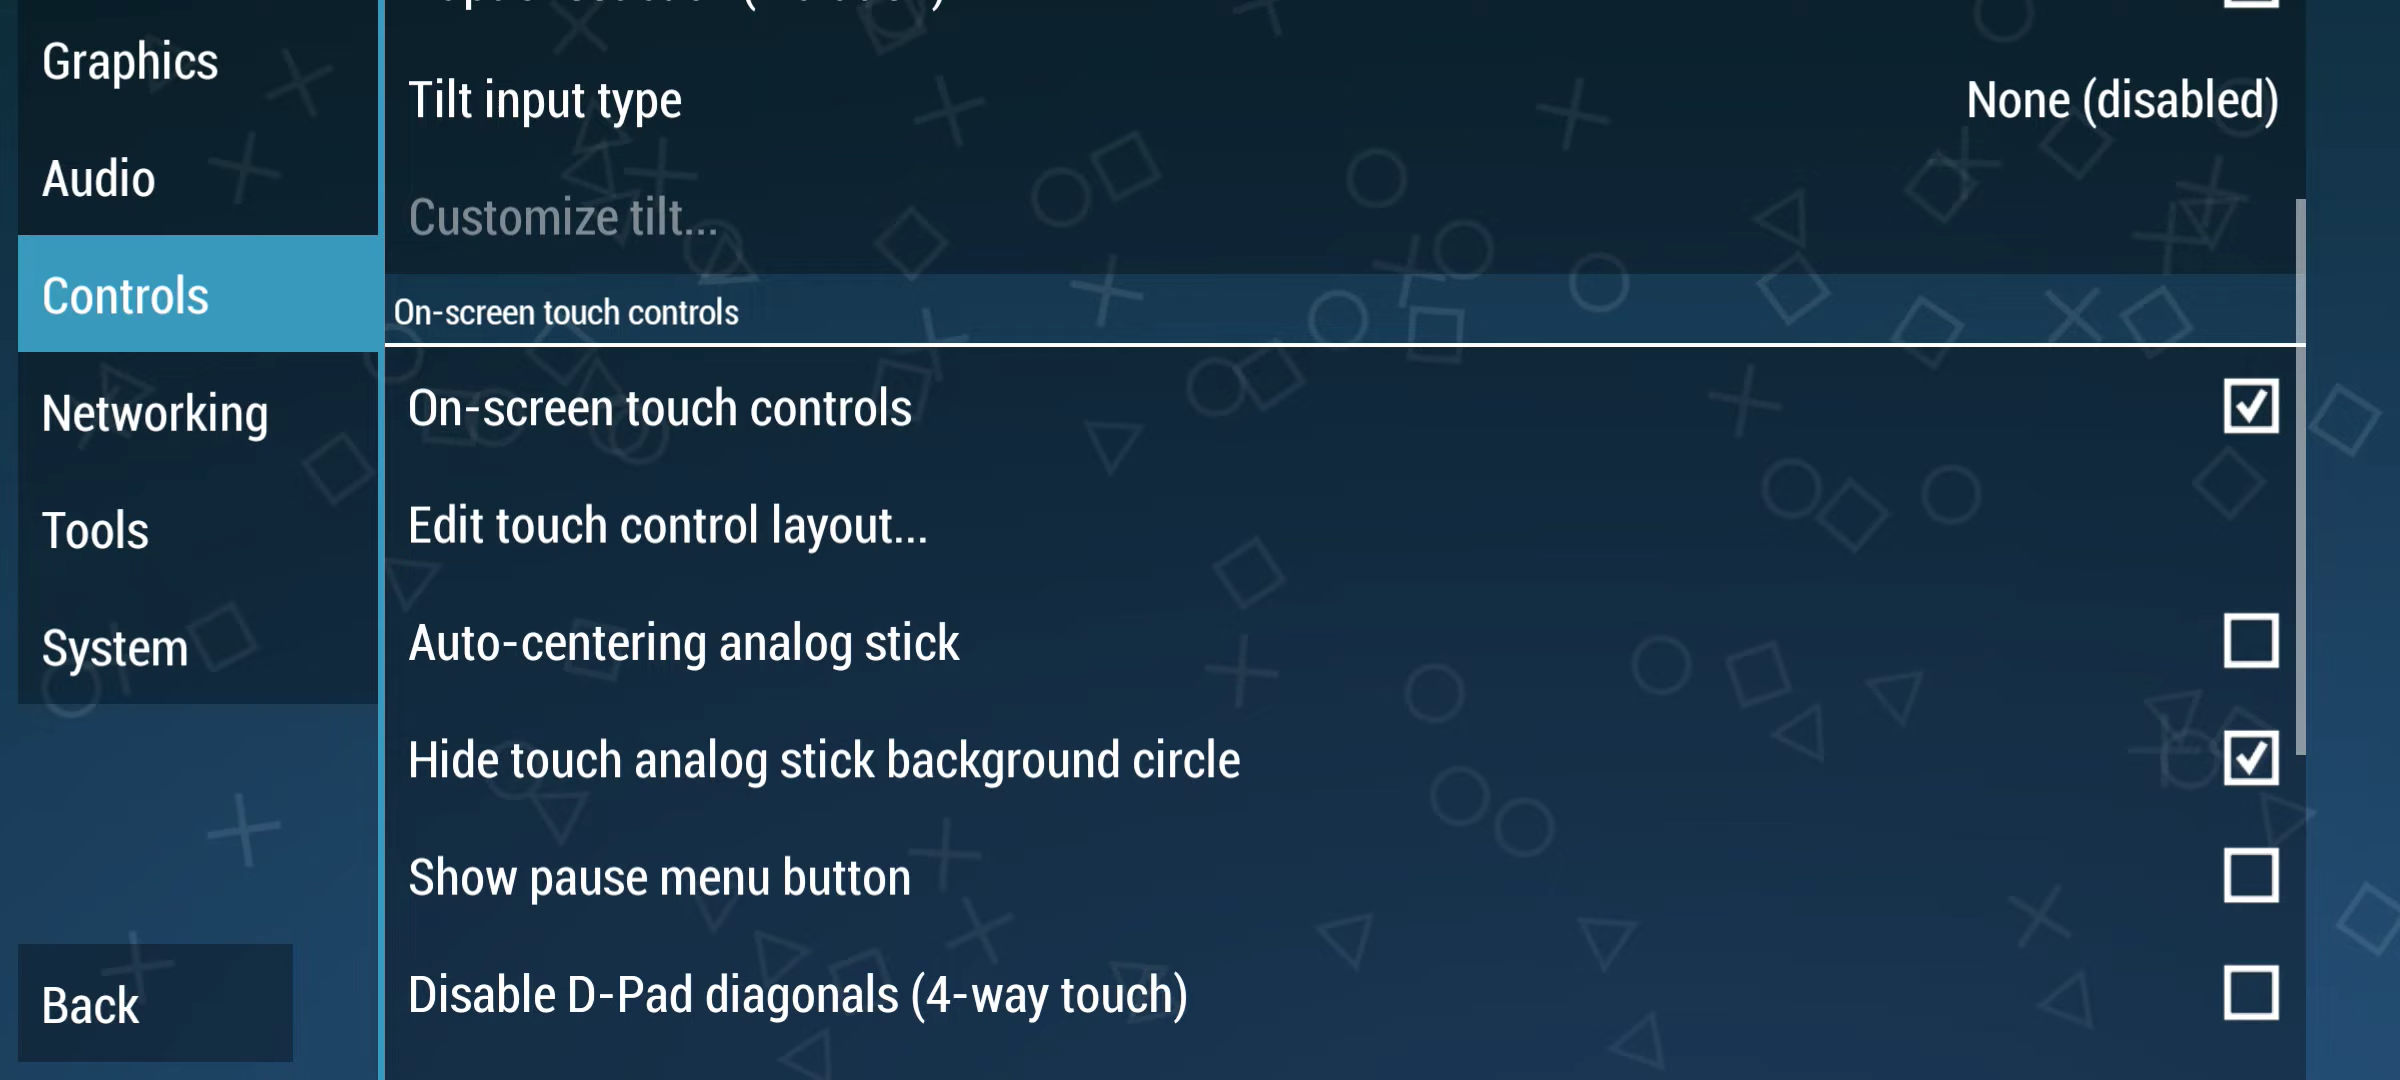 Graphics
Audio
Controls
Networking
Tools
System
Back
Tilt input type
None (disabled)
Customize tilt...
On-screen touch controls
On-screen touch controls
Edit touch control layout...
Auto-centering analog stick
Hide touch analog stick background circle
Show pause menu button
Disable D-Pad diagonals (4-way touch)